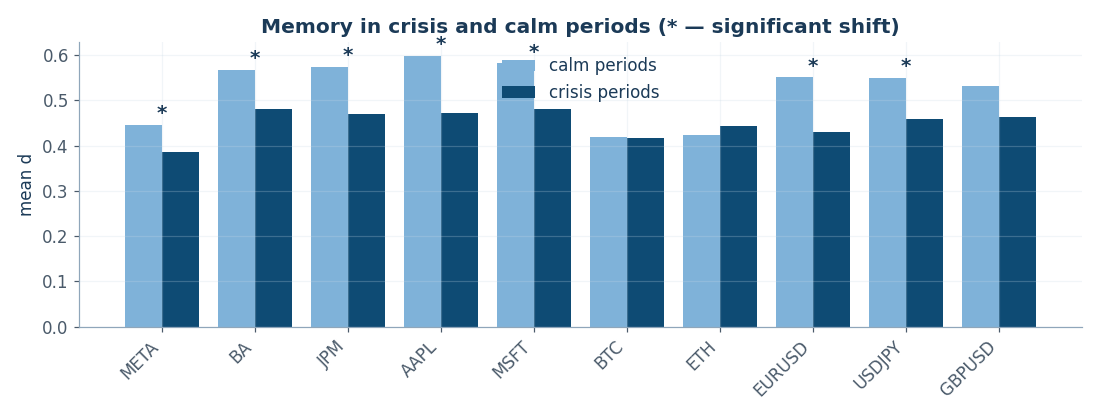 Memory in crisis and calm periods (* — significant shift)
mean d
0.6
0.5
0.4
0.3
0.2
0.1
0.0
* * * * * * *
calm periods
crisis periods
META
BA
JPM
AAPL
MSFT
BTC
ETH
EURUSD
USDJPY
GBPUSD